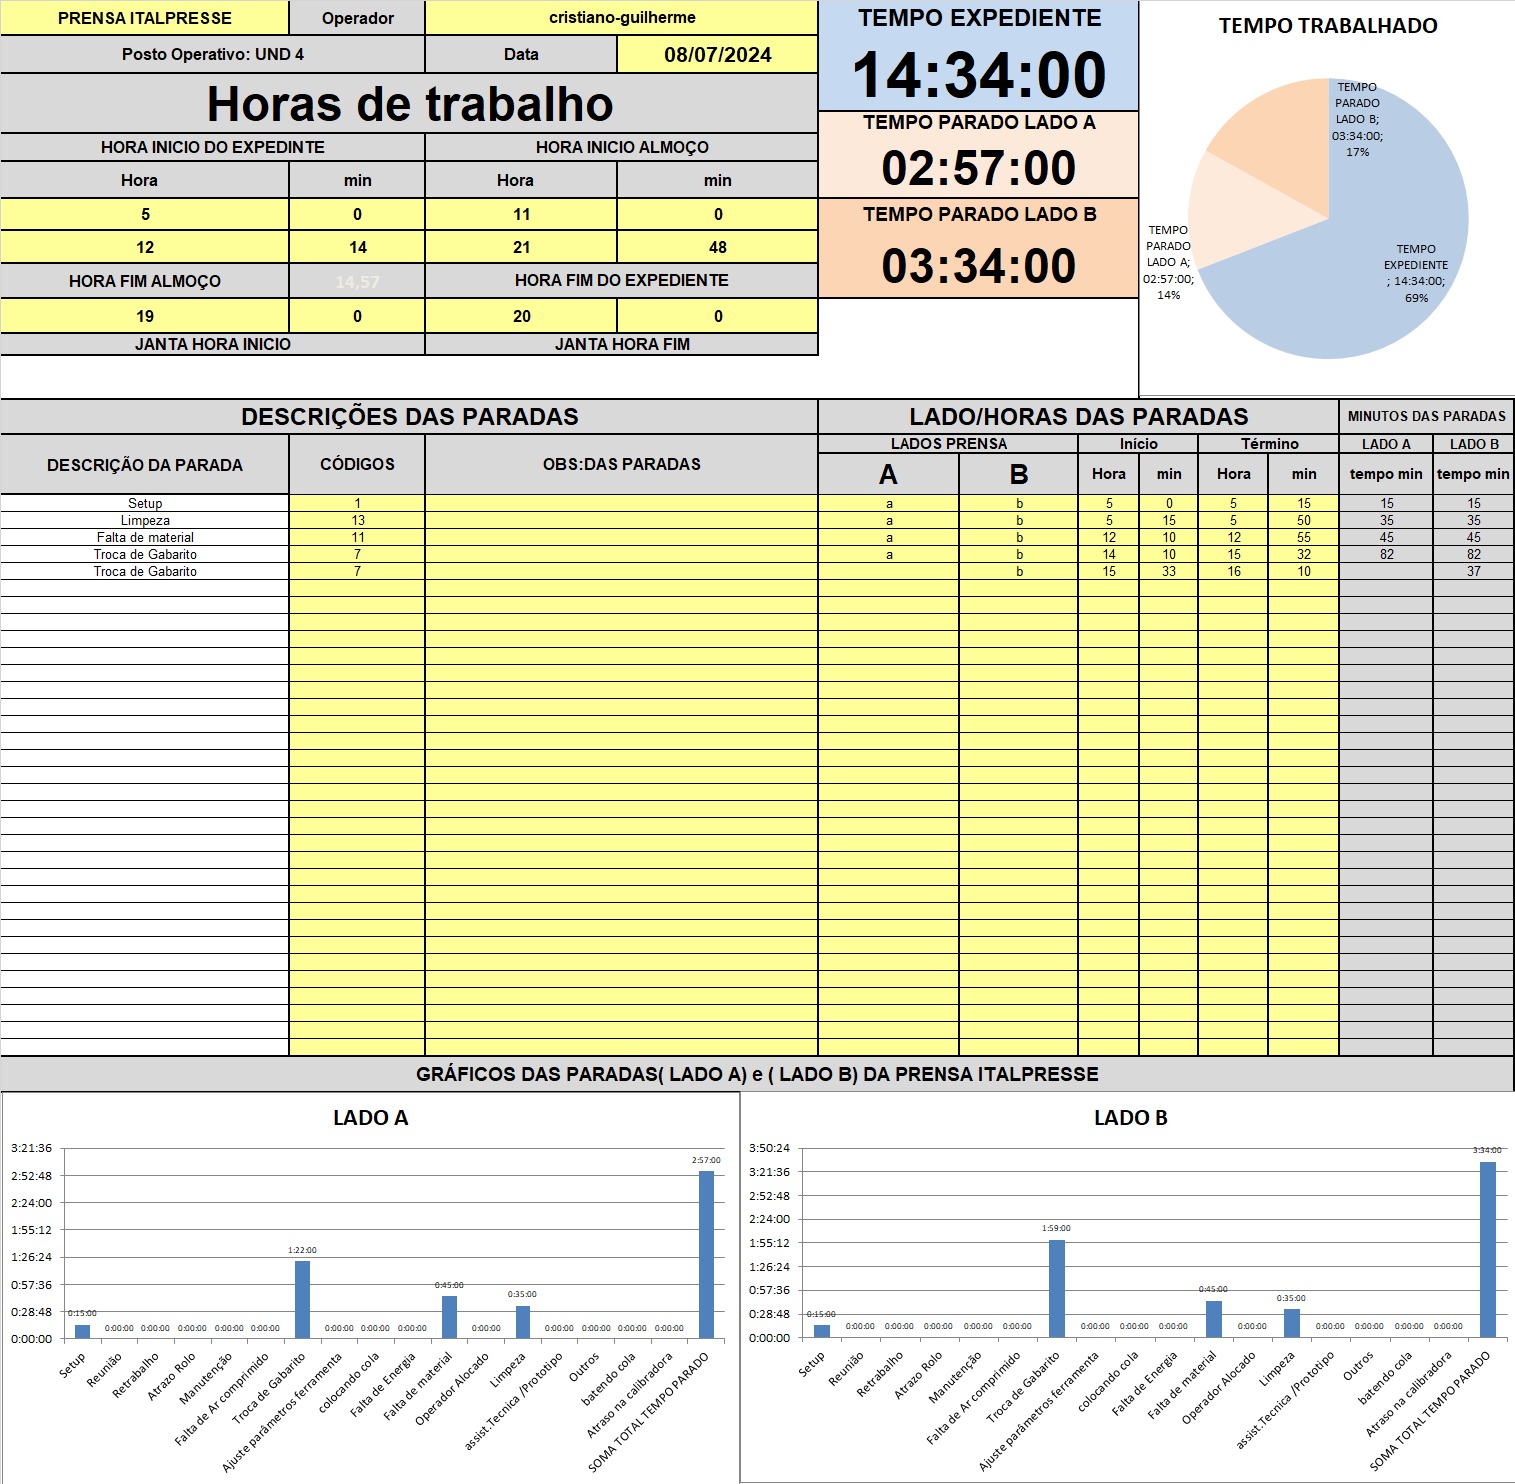 PRENSA ITALPRESSE Operador cristiano-guilherme
Posto Operativo: UND 4 Data 08/07/2024
Horas de trabalho
HORA INICIO DO EXPEDINTE HORA INICIO ALMOÇO
Hora min Hora min
5 0 11 0
12 14 21 48
HORA FIM ALMOÇO 14,57 HORA FIM DO EXPEDIENTE
19 0 20 0
JANTA HORA INICIO JANTA HORA FIM
TEMPO EXPEDIENTE
14:34:00
TEMPO PARADO LADO A
02:57:00
TEMPO PARADO LADO B
03:34:00
TEMPO TRABALHADO
TEMPO
PARADO
LADO B;
03:34:00;
17%
TEMPO
PARADO
LADO A;
02:57:00;
14%
TEMPO
EXPEDIENTE
; 14:34:00;
69%
DESCRIÇÕES DAS PARADAS LADO/HORAS DAS PARADAS MINUTOS DAS PARADAS
LADOS PRENSA Início Término LADO A LADO B
DESCRIÇÃO DA PARADA CÓDIGOS OBS:DAS PARADAS A B Hora min Hora min tempo min tempo min
Setup 1 a b 5 0 5 15 15 15
Limpeza 13 a b 5 15 5 50 35 35
Falta de material 11 a b 12 10 12 55 45 45
Troca de Gabarito 7 a b 14 10 15 32 82 82
Troca de Gabarito 7 b 15 33 16 10 37
GRÁFICOS DAS PARADAS( LADO A) e ( LADO B) DA PRENSA ITALPRESSE
LADO A
3:21:36
2:52:48
2:24:00
1:55:12
1:26:24
0:57:36
0:28:48
0:00:00
0:15:00 0:00:00 0:00:00 0:00:00 0:00:00 0:00:00 1:22:00 0:00:00 0:00:00 0:00:00 0:45:00 0:00:00 0:35:00 0:00:00 0:00:00 0:00:00 0:00:00 2:57:00
Setup
Reunião
Retrabalho
Atrazo Rolo
Manutenção
Falta de Ar comprimido
Troca de Gabarito
Ajuste parâmetros ferramenta
colocando cola
Falta de Energia
Falta de material
Operador Alocado
Limpeza
assist.Tecnica /Prototipo
Outros
batendo cola
Atraso na calibradora
SOMA TOTAL TEMPO PARADO
LADO B
3:50:24
3:21:36
2:52:48
2:24:00
1:55:12
1:26:24
0:57:36
0:28:48
0:00:00
0:15:00 0:00:00 0:00:00 0:00:00 0:00:00 0:00:00 1:59:00 0:00:00 0:00:00 0:00:00 0:45:00 0:00:00 0:35:00 0:00:00 0:00:00 0:00:00 0:00:00 3:34:00
Setup
Reunião
Retrabalho
Atrazo Rolo
Manutenção
Falta de Ar comprimido
Troca de Gabarito
Ajuste parâmetros ferramenta
colocando cola
Falta de Energia
Falta de material
Operador Alocado
Limpeza
assist.Tecnica /Prototipo
Outros
batendo cola
Atraso na calibradora
SOMA TOTAL TEMPO PARADO